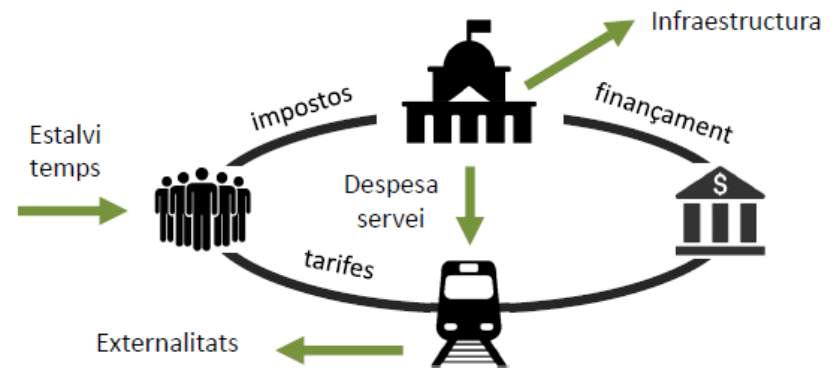 Infraestructura
impostos
finançament
Estalvi
temps
$
Despesa
servei
tarifes
Externalitats